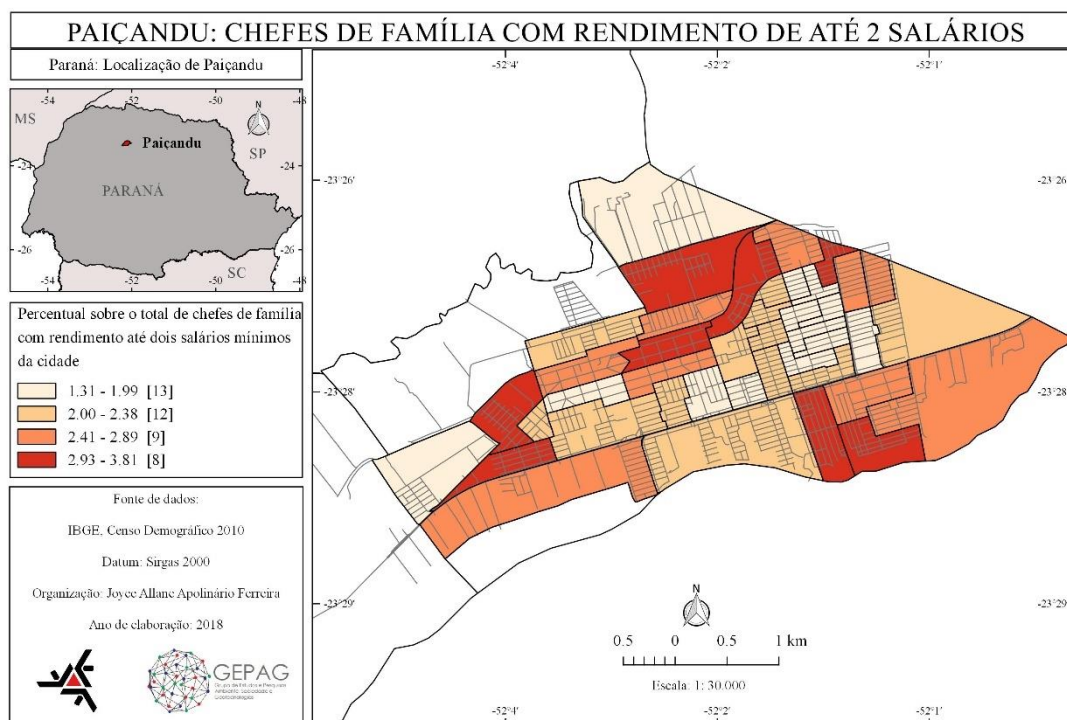 PAIÇANDU: CHEFES DE FAMÍLIA COM RENDIMENTO DE ATÉ 2 SALÁRIOS
Paraná: Localização de Paiçandu
-54
-52
-50
-48
MS
N
Paiçandu
SP
-24
-24
PARANÁ
-26
-26
SC
-54
-52
-50
-48
Percentual sobre o total de chefes de família
com rendimento até dois salários mínimos
da cidade
1.31 - 1.99 [13]
2.00 - 2.38 [12]
2.41 - 2.89 [9]
2.93 - 3.81 [8]
Fonte de dados:
IBGE, Censo Demográfico 2010
Datum: Sirgas 2000
Organização: Joyce Allane Apolinário Ferreira
Ano de elaboração: 2018
GEPAG
Grupo de Estudos e Pesquisa
-52°4'
-52°2'
-52°1'
-23°26'
-23°26'
-23°28'
-23°28'
-23°29'
-23°29'
N
0.5 0 0.5 1 km
Escala: 1: 30.000
-52°4'
-52°2'
-52°1'